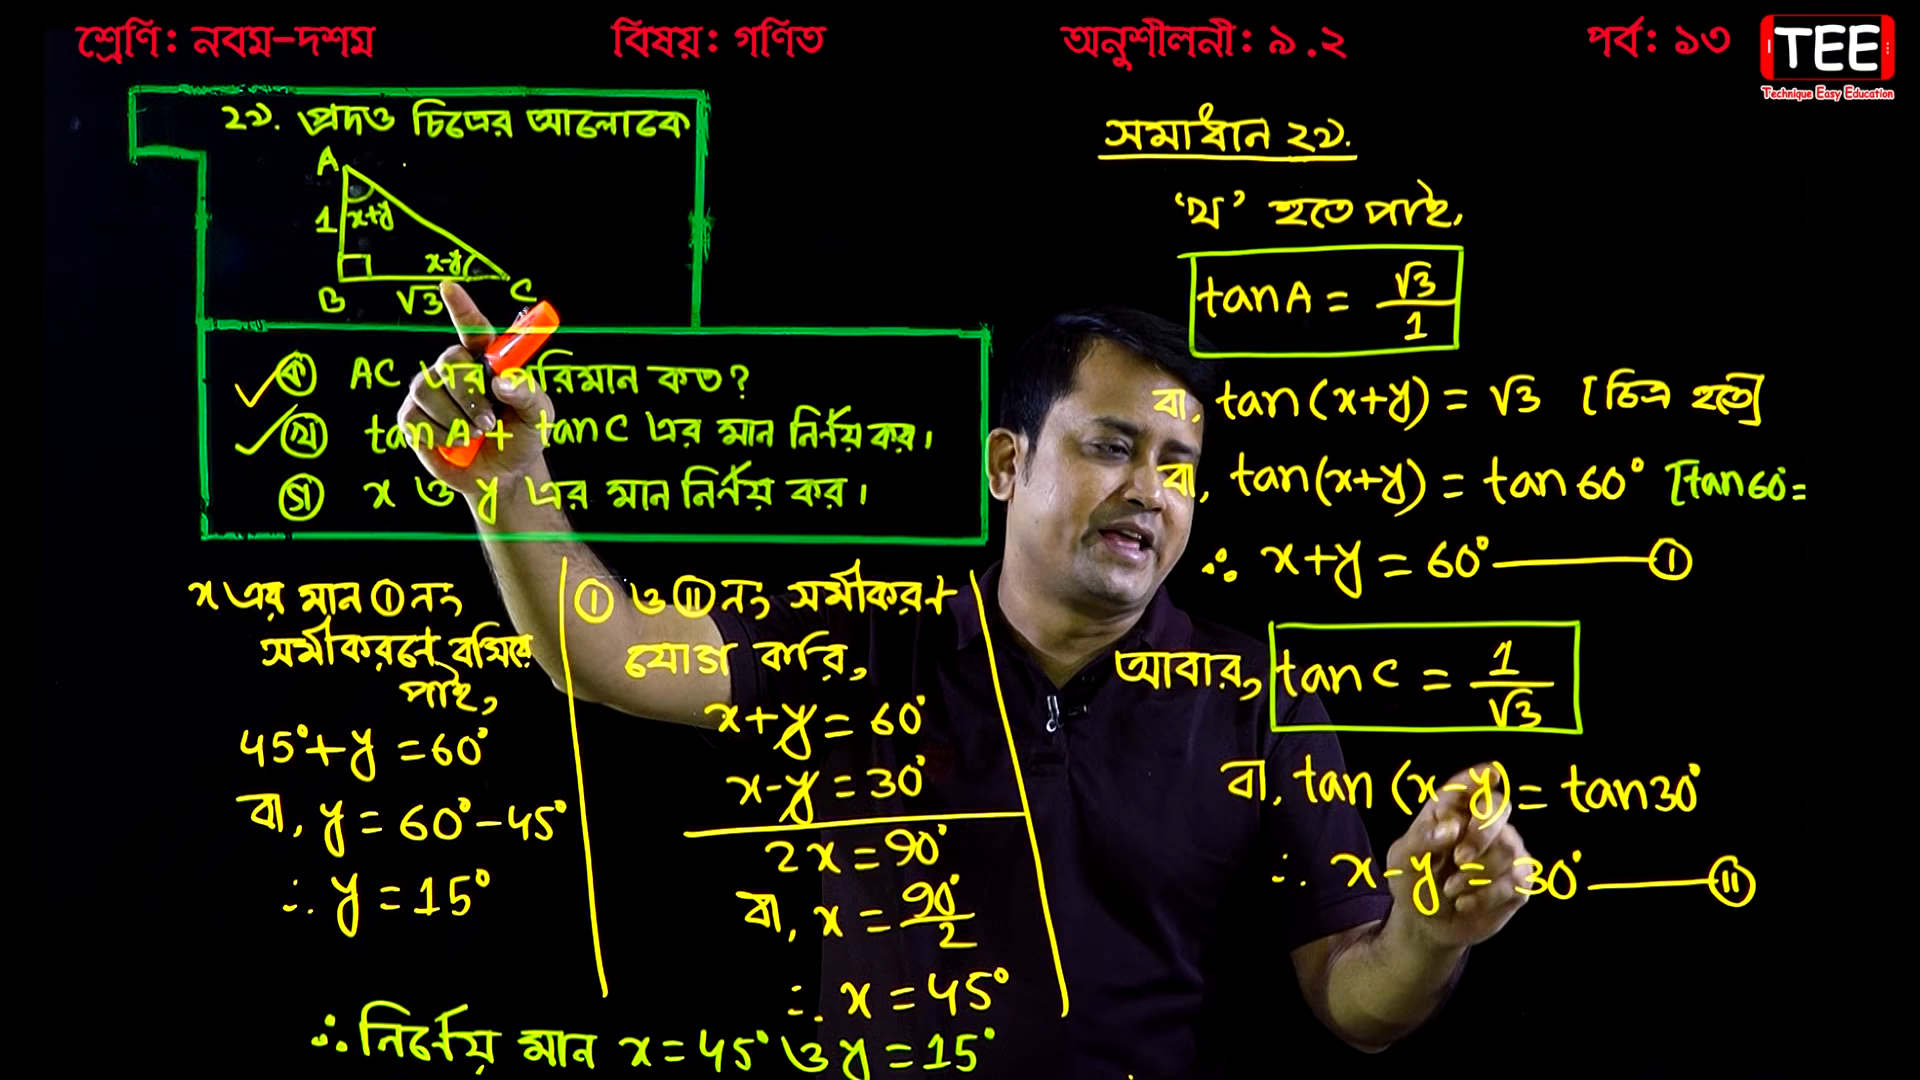 শ্রেণি: নবম-দশম
বিষয়: গণিত
অনুশীলনী: ৯.২
পর্ব: ১৩
TEE
Technique Easy Education
২১. প্রদত্ত চিত্রের আলোকে
A
1 x+y
x-y
B √3 C
ক AC এর পরিমান কত?
খ tan A + tan C এর মান নির্ণয় কর।
গ x ও y এর মান নির্ণয় কর।
সমাধান ২১.
'খ' হতে পাই,
tan A = √3/1
বা, tan(x+y) = √3 [চিত্র হতে]
বা, tan(x+y) = tan 60° [tan 60° =
∴ x+y = 60° —— (i)
আবার, tan C = 1/√3
বা, tan (x-y) = tan 30°
∴ x-y = 30° —— (ii)
(i) ও (ii) নং সমীকরণ
যোগ করি,
x+y = 60°
x-y = 30°
2x = 90°
বা, x = 90°/2
∴ x = 45°
x এর মান (i) নং
সমীকরণে বসিয়ে
পাই,
45°+y = 60°
বা, y = 60°-45°
∴ y = 15°
∴ নির্ণেয় মান x = 45° ও y = 15°